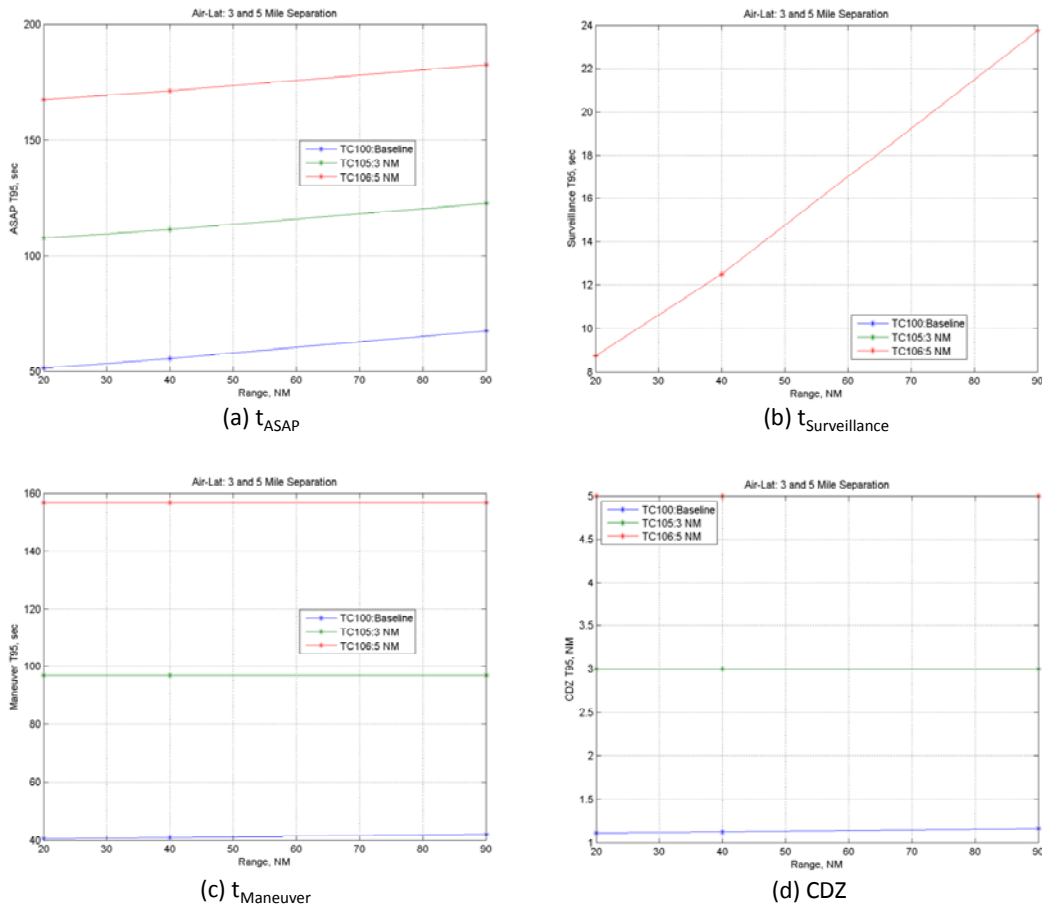 Air-Lat: 3 and 5 Mile Separation
200
150
100
50
ASAP T95, sec
TC100:Baseline
TC105:3 NM
TC106:5 NM
20 30 40 50 60 70 80 90
Range, NM
(a) tASAP
Air-Lat: 3 and 5 Mile Separation
24
22
20
18
16
14
12
10
8
Surveillance T95, sec
TC100:Baseline
TC105:3 NM
TC106:5 NM
20 30 40 50 60 70 80 90
Range, NM
(b) tSurveillance
Air-Lat: 3 and 5 Mile Separation
160
140
120
100
80
60
40
Maneuver T95, sec
TC100:Baseline
TC105:3 NM
TC106:5 NM
20 30 40 50 60 70 80 90
Range, NM
(c) tManeuver
Air-Lat: 3 and 5 Mile Separation
5
4.5
4
3.5
3
2.5
2
1.5
1
CDZ T95, NM
TC100:Baseline
TC105:3 NM
TC106:5 NM
20 30 40 50 60 70 80 90
Range, NM
(d) CDZ